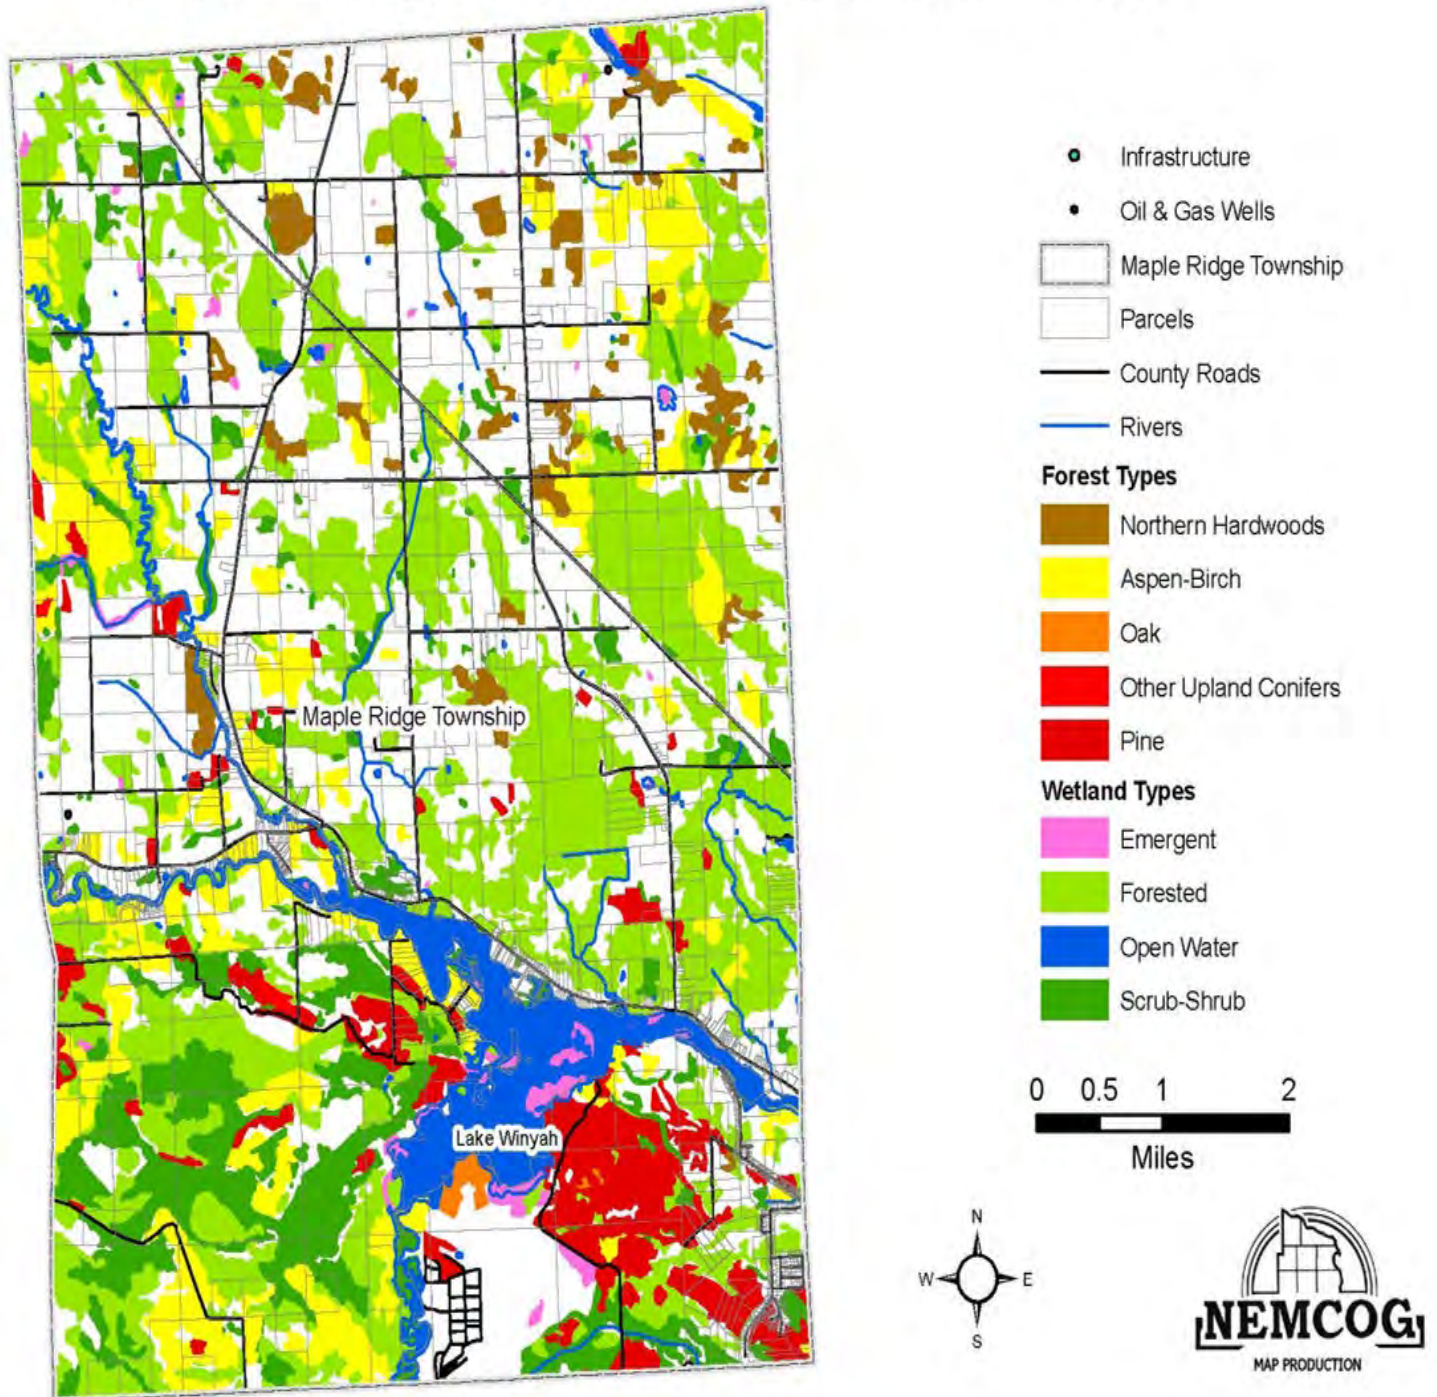 Infrastructure
Oil & Gas Wells
Maple Ridge Township
Parcels
County Roads
Rivers
Forest Types
Northern Hardwoods
Aspen-Birch
Oak
Other Upland Conifers
Pine
Wetland Types
Emergent
Forested
Open Water
Scrub-Shrub
0 0.5 1 2
Miles
N
W E
S
NEMCOG
MAP PRODUCTION
Maple Ridge Township
Lake Winyah